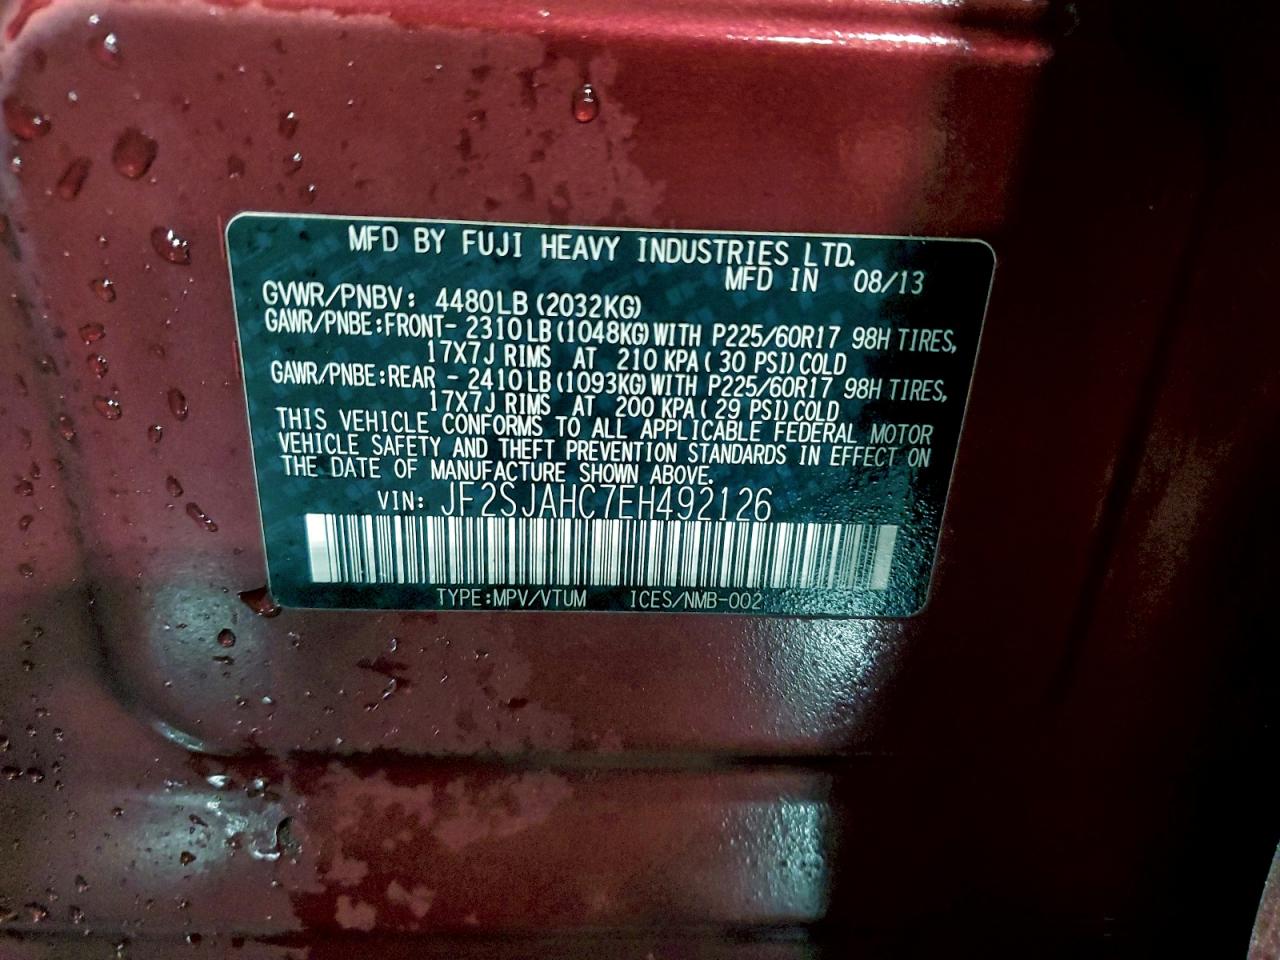 MFD BY FUJI HEAVY INDUSTRIES LTD.
MFD IN 08/13
GVWR/PNBV: 4480LB (2032KG)
GAWR/PNBE:FRONT- 2310 LB (1048KG) WITH P225/60R17 98H TIRES,
17X7J RIMS AT 210 KPA ( 30 PSI) COLD
GAWR/PNBE:REAR - 2410 LB (1093KG) WITH P225/60R17 98H TIRES,
17X7J RIMS AT 200 KPA ( 29 PSI) COLD
THIS VEHICLE CONFORMS TO ALL APPLICABLE FEDERAL MOTOR
VEHICLE SAFETY AND THEFT PREVENTION STANDARDS IN EFFECT ON
THE DATE OF MANUFACTURE SHOWN ABOVE.
VIN: JF2SJAHC7EH492126
TYPE:MPV/VTUM ICES/NMB-002